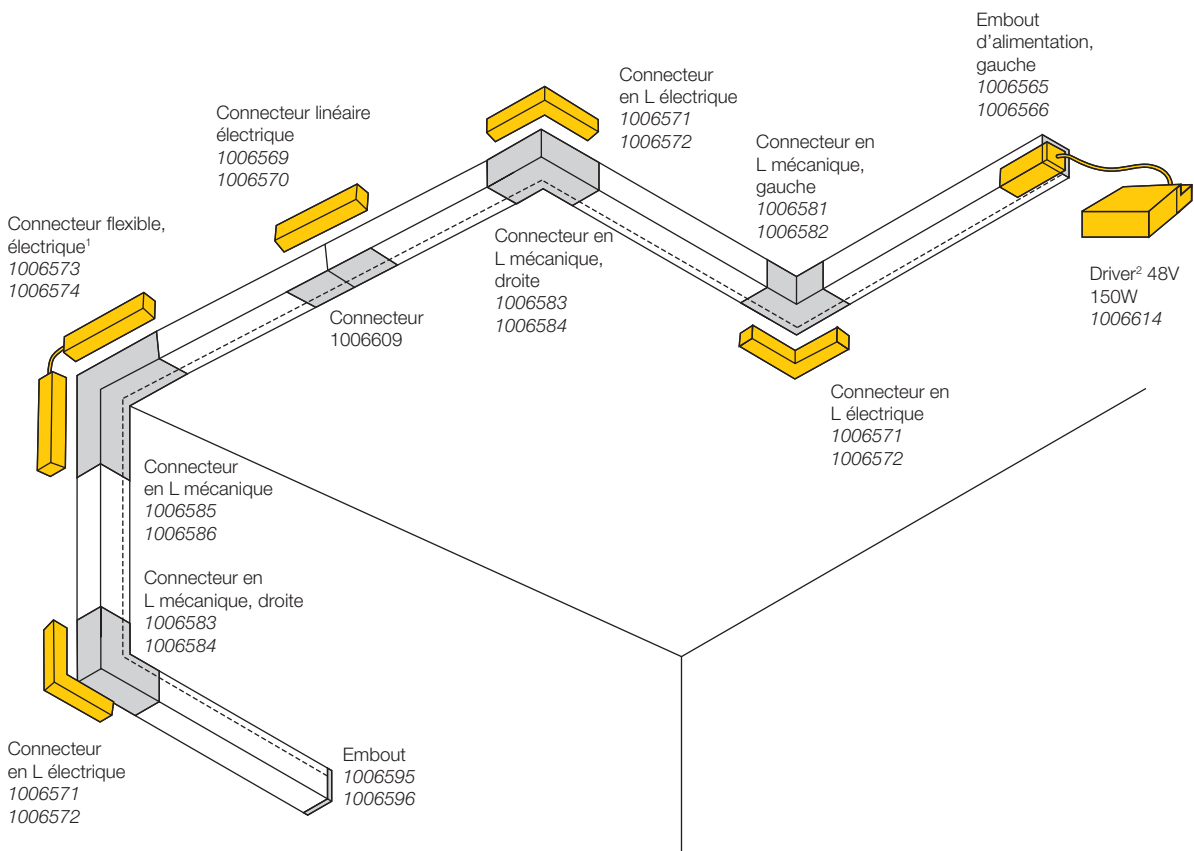 Embout
d’alimentation,
gauche
1006565
1006566
Connecteur
en L électrique
1006571
1006572
Connecteur linéaire
électrique
1006569
1006570
Connecteur en
L mécanique,
gauche
1006581
1006582
Connecteur flexible,
électrique¹
1006573
1006574
Connecteur en
L mécanique,
droite
1006583
1006584
Driver² 48V
150W
1006614
Connecteur
1006609
Connecteur en
L électrique
1006571
1006572
Connecteur
en L mécanique
1006585
1006586
Connecteur en
L mécanique, droite
1006583
1006584
Connecteur
en L électrique
1006571
1006572
Embout
1006595
1006596